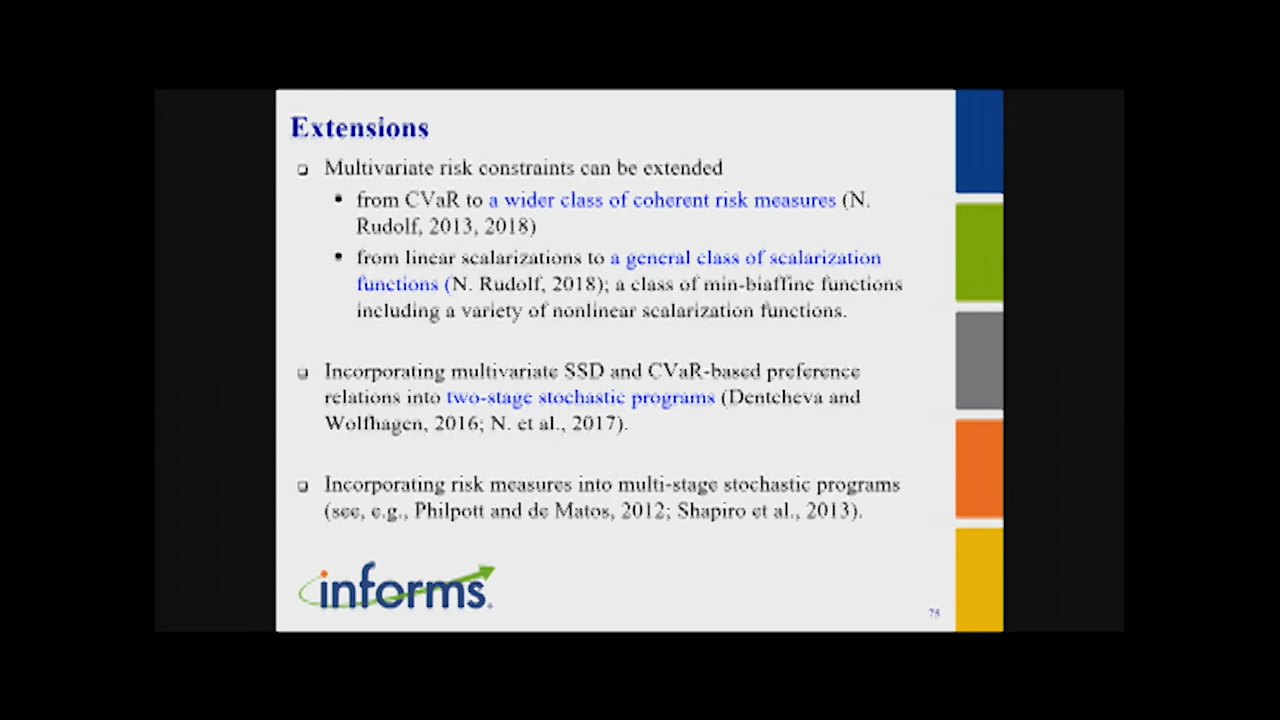 Extensions
Multivariate risk constraints can be extended
from CVaR to a wider class of coherent risk measures (N.
Rudolf, 2013, 2018)
from linear scalarizations to a general class of scalarization
functions (N. Rudolf, 2018); a class of min-biaffine functions
including a variety of nonlinear scalarization functions.
Incorporating multivariate SSD and CVaR-based preference
relations into two-stage stochastic programs (Dentcheva and
Wolfhagen, 2016; N. et al., 2017).
Incorporating risk measures into multi-stage stochastic programs
(see, e.g., Philpott and de Matos, 2012; Shapiro et al., 2013).
informs.